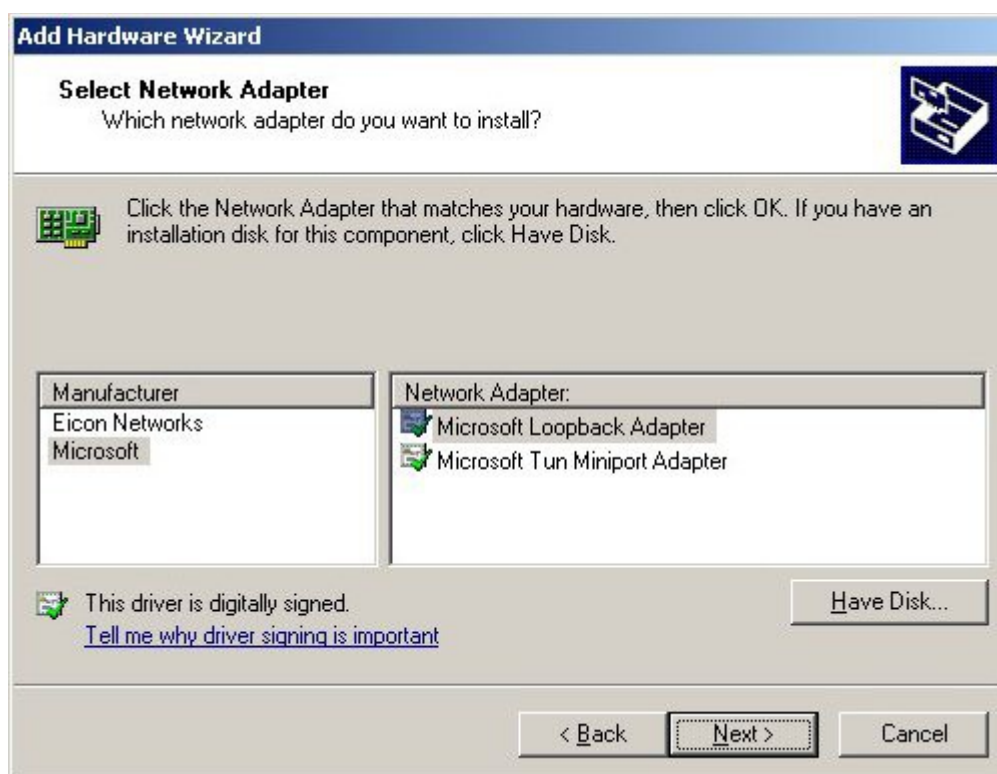 Add Hardware Wizard
Select Network Adapter
Which network adapter do you want to install?
Click the Network Adapter that matches your hardware, then click OK. If you have an
installation disk for this component, click Have Disk.
Manufacturer
Eicon Networks
Microsoft
Network Adapter:
Microsoft Loopback Adapter
Microsoft Tun Miniport Adapter
This driver is digitally signed.
Tell me why driver signing is important
Have Disk...
< Back
Next >
Cancel